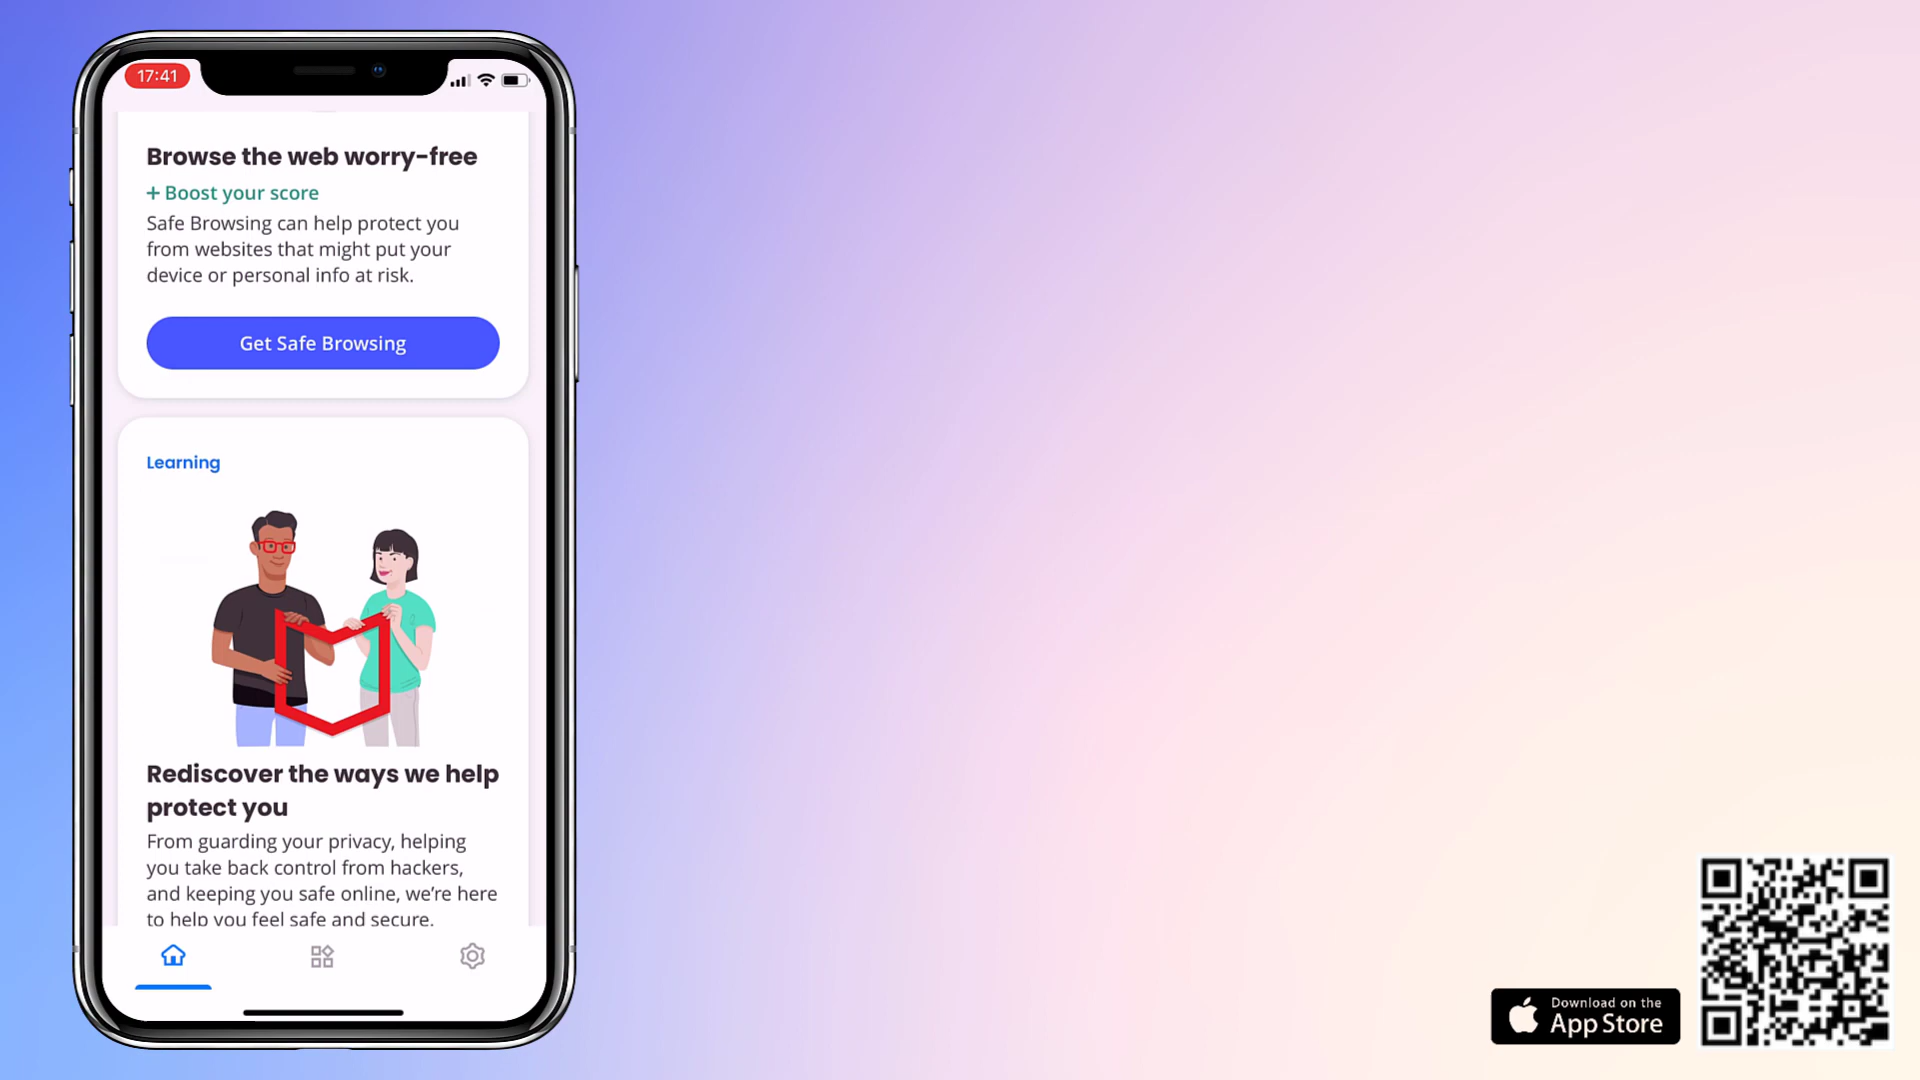 17:41
Browse the web worry-free
+ Boost your score
Safe Browsing can help protect you
from websites that might put your
device or personal info at risk.
Get Safe Browsing
Learning
Rediscover the ways we help
protect you
From guarding your privacy, helping
you take back control from hackers,
and keeping you safe online, we're here
to help you feel safe and secure.
Download on the
App Store